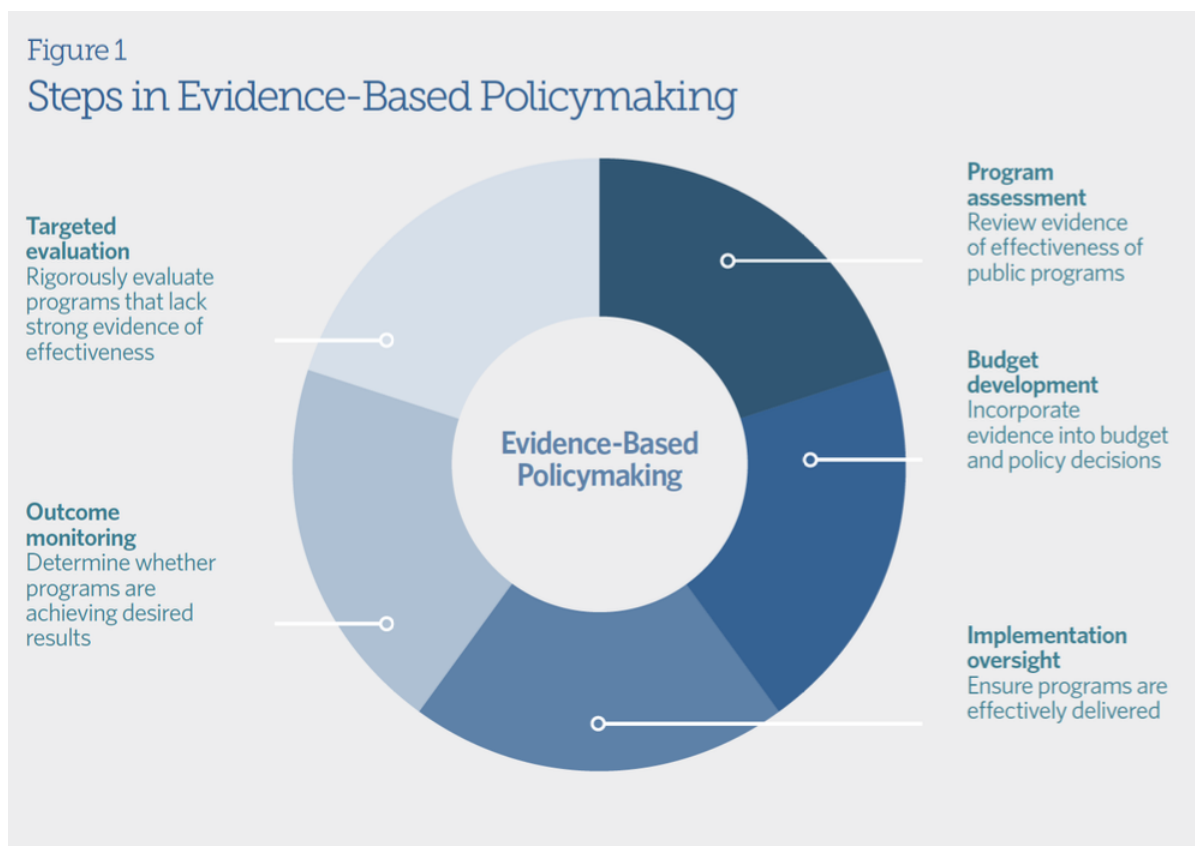 Figure 1
Steps in Evidence-Based Policymaking
Program
assessment
Review evidence
of effectiveness of
public programs
Budget
development
Incorporate
evidence into budget
and policy decisions
Implementation
oversight
Ensure programs are
effectively delivered
Outcome
monitoring
Determine whether
programs are
achieving desired
results
Targeted
evaluation
Rigorously evaluate
programs that lack
strong evidence of
effectiveness
Evidence-Based
Policymaking